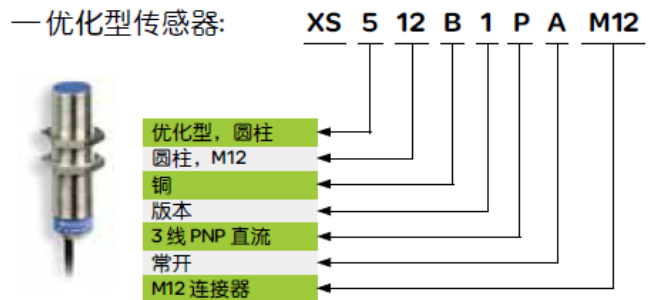 一优化型传感器: XS 5 12 B 1 P A M12
优化型，圆柱
圆柱，M12
铜
版本
3 线 PNP 直流
常开
M12 连接器